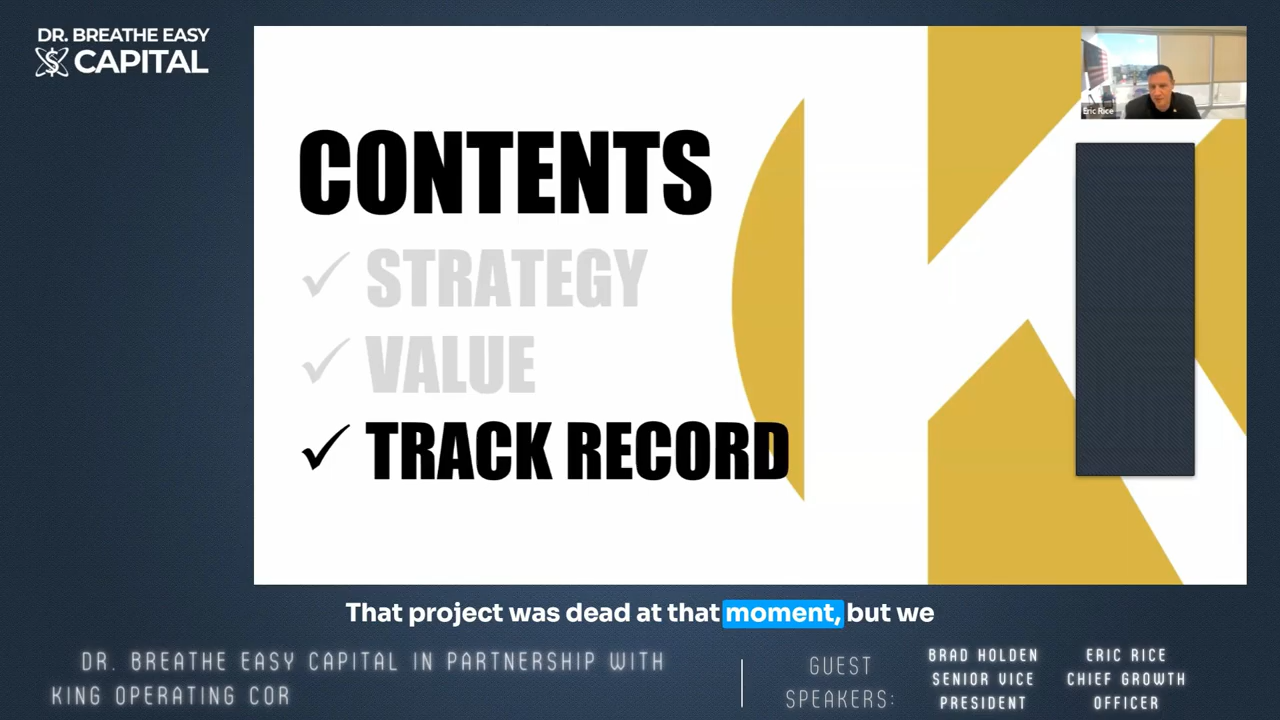 DR. BREATHE EASY
CAPITAL
Eric Rice
CONTENTS
✓ STRATEGY
✓ VALUE
✓ TRACK RECORD
That project was dead at that moment, but we
DR. BREATHE EASY CAPITAL IN PARTNERSHIP WITH
KING OPERATING COR
GUEST
SPEAKERS:
BRAD HOLDEN
SENIOR VICE
PRESIDENT
ERIC RICE
CHIEF GROWTH
OFFICER